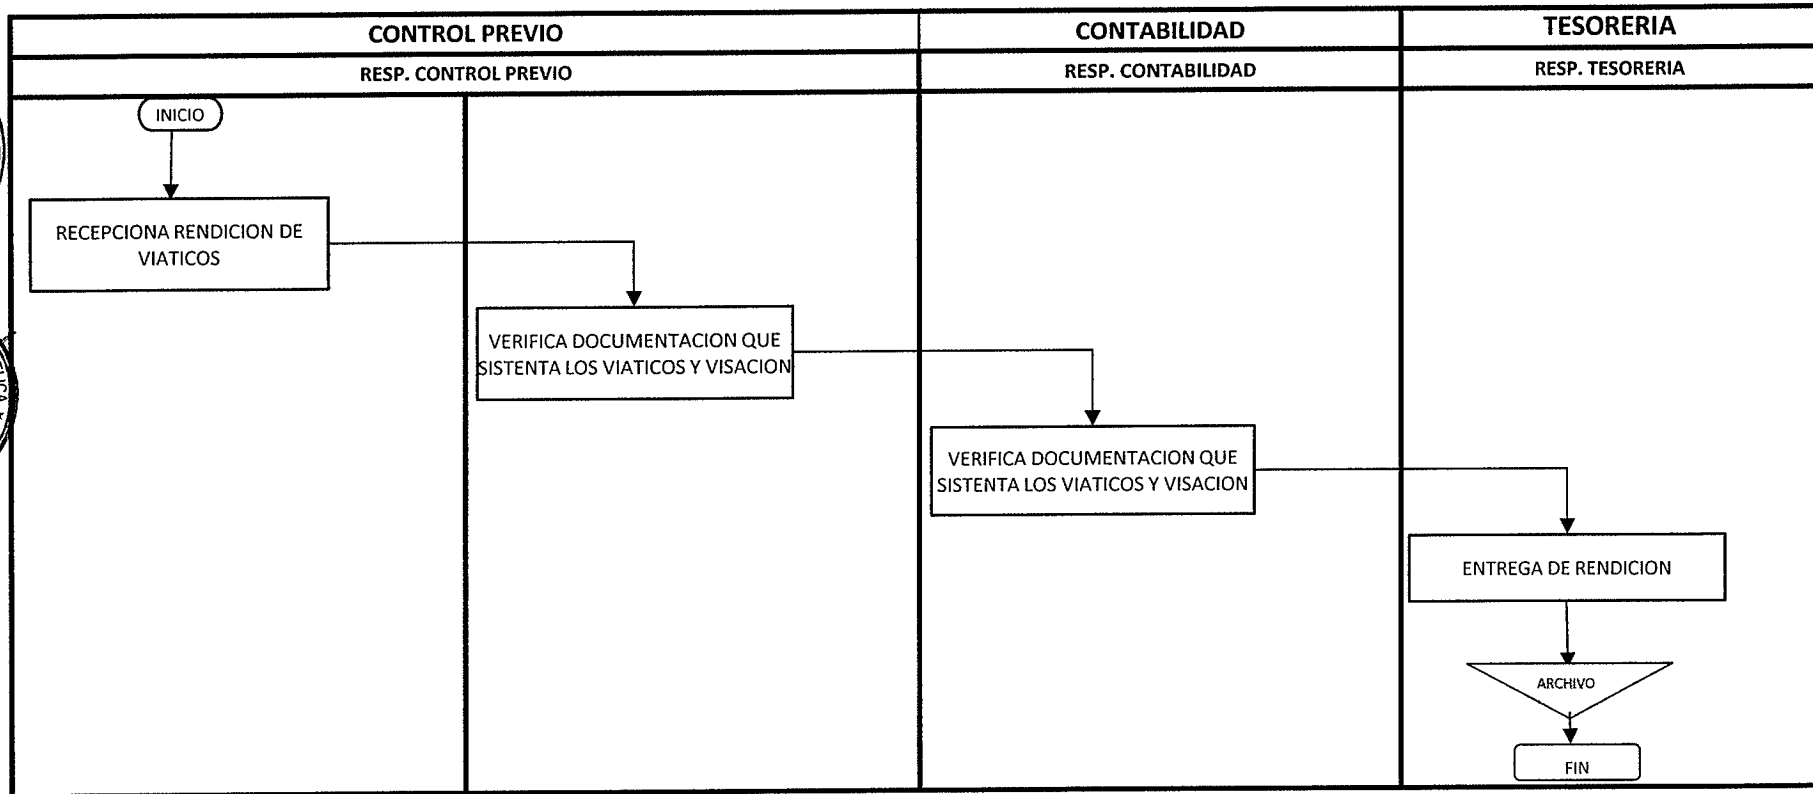 CONTROL PREVIO
CONTABILIDAD
TESORERIA
RESP. CONTROL PREVIO
RESP. CONTABILIDAD
RESP. TESORERIA
INICIO
RECEPCIONA RENDICION DE
VIATICOS
VERIFICA DOCUMENTACION QUE
SISTENTA LOS VIATICOS Y VISACION
VERIFICA DOCUMENTACION QUE
SISTENTA LOS VIATICOS Y VISACION
ENTREGA DE RENDICION
ARCHIVO
FIN